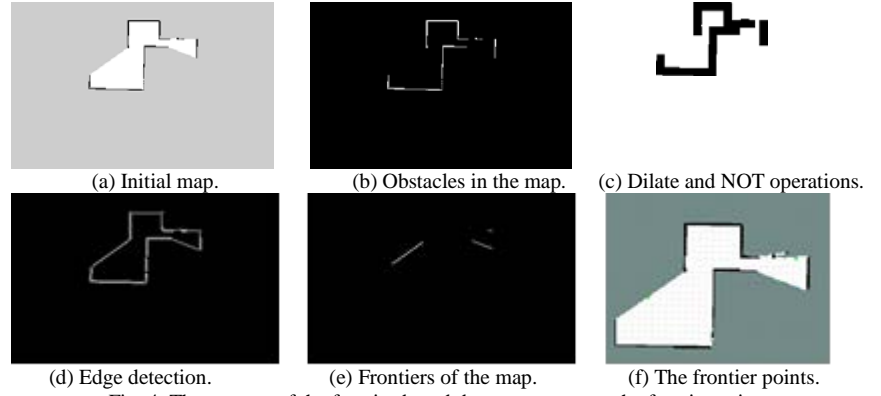 (a) Initial map. (b) Obstacles in the map. (c) Dilate and NOT operations.
(d) Edge detection. (e) Frontiers of the map. (f) The frontier points.